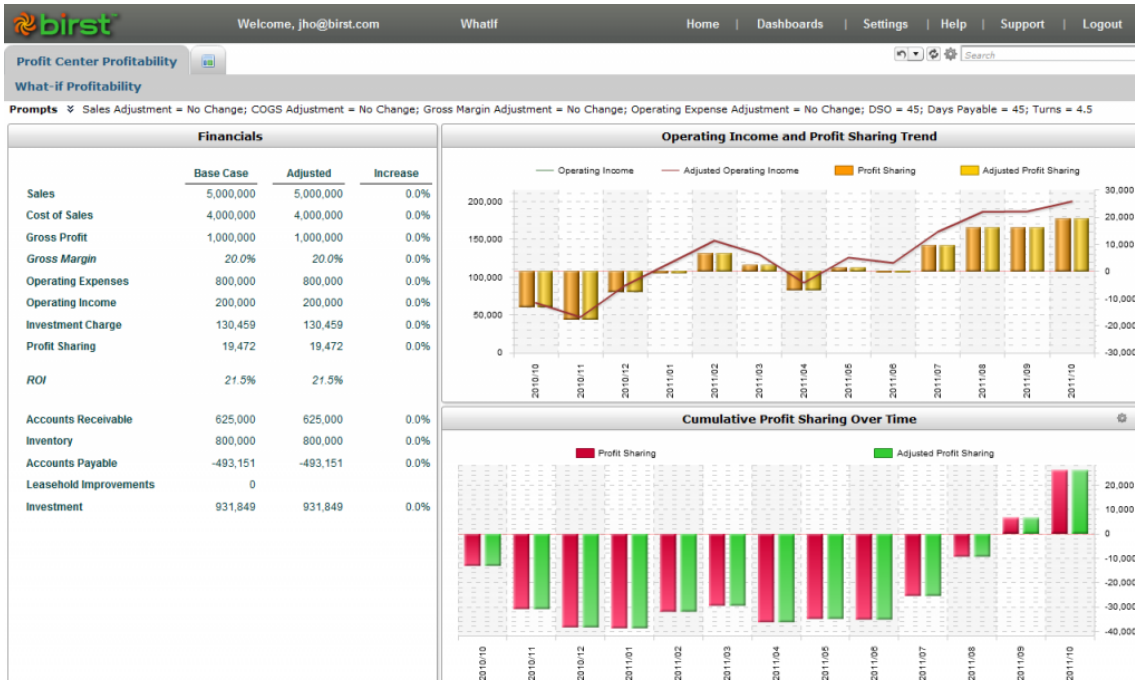 birst
Welcome, jho@birst.com
WhatIf
Home | Dashboards | Settings | Help | Support | Logout
Profit Center Profitability
Search
What-if Profitability
Prompts Sales Adjustment = No Change; COGS Adjustment = No Change; Gross Margin Adjustment = No Change; Operating Expense Adjustment = No Change; DSO = 45; Days Payable = 45; Turns = 4.5
Financials
Base Case Adjusted Increase
Sales 5,000,000 5,000,000 0.0%
Cost of Sales 4,000,000 4,000,000 0.0%
Gross Profit 1,000,000 1,000,000 0.0%
Gross Margin 20.0% 20.0% 0.0%
Operating Expenses 800,000 800,000 0.0%
Operating Income 200,000 200,000 0.0%
Investment Charge 130,459 130,459 0.0%
Profit Sharing 19,472 19,472 0.0%
ROI 21.5% 21.5%
Accounts Receivable 625,000 625,000 0.0%
Inventory 800,000 800,000 0.0%
Accounts Payable -493,151 -493,151 0.0%
Leasehold Improvements 0
Investment 931,849 931,849 0.0%
Operating Income and Profit Sharing Trend
Operating Income Adjusted Operating Income Profit Sharing Adjusted Profit Sharing
200,000
150,000
100,000
50,000
0
30,000
20,000
10,000
0
-10,000
-20,000
-30,000
2010/10 2010/11 2010/12 2011/01 2011/02 2011/03 2011/04 2011/05 2011/06 2011/07 2011/08 2011/09 2011/10
Cumulative Profit Sharing Over Time
Profit Sharing Adjusted Profit Sharing
20,000
10,000
0
-10,000
-20,000
-30,000
-40,000
2010/10 2010/11 2010/12 2011/01 2011/02 2011/03 2011/04 2011/05 2011/06 2011/07 2011/08 2011/09 2011/10